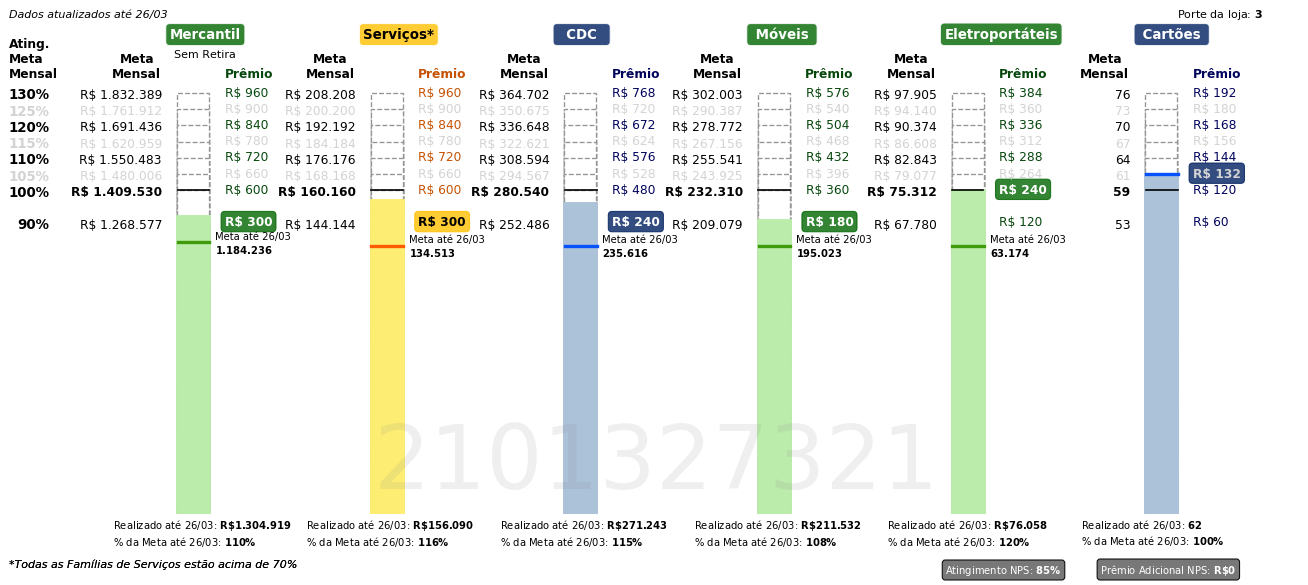 Dados atualizados até 26/03 Porte da loja: 3
Mercantil Serviços* CDC Móveis Eletroportáteis Cartões
Ating. Sem Retira
Meta Meta Meta Meta Meta Meta Meta
Mensal Mensal Prêmio Mensal Prêmio Mensal Prêmio Mensal Prêmio Mensal Prêmio Mensal Prêmio
130% R$ 1.832.389 R$ 960 R$ 208.208 R$ 960 R$ 364.702 R$ 768 R$ 302.003 R$ 576 R$ 97.905 R$ 384 76 R$ 192
125% R$ 1.761.912 R$ 900 R$ 200.200 R$ 900 R$ 350.675 R$ 720 R$ 290.387 R$ 540 R$ 94.140 R$ 360 73 R$ 180
120% R$ 1.691.436 R$ 840 R$ 192.192 R$ 840 R$ 336.648 R$ 672 R$ 278.772 R$ 504 R$ 90.374 R$ 336 70 R$ 168
115% R$ 1.620.959 R$ 780 R$ 184.184 R$ 780 R$ 322.621 R$ 624 R$ 267.156 R$ 468 R$ 86.608 R$ 312 67 R$ 156
110% R$ 1.550.483 R$ 720 R$ 176.176 R$ 720 R$ 308.594 R$ 576 R$ 255.541 R$ 432 R$ 82.843 R$ 288 64 R$ 144
105% R$ 1.480.006 R$ 660 R$ 168.168 R$ 660 R$ 294.567 R$ 528 R$ 243.925 R$ 396 R$ 79.077 R$ 264 61 R$ 132
100% R$ 1.409.530 R$ 600 R$ 160.160 R$ 600 R$ 280.540 R$ 480 R$ 232.310 R$ 360 R$ 75.312 R$ 240 59 R$ 120
90% R$ 1.268.577 R$ 300 R$ 144.144 R$ 300 R$ 252.486 R$ 240 R$ 209.079 R$ 180 R$ 67.780 R$ 120 53 R$ 60
Meta até 26/03 Meta até 26/03 Meta até 26/03 Meta até 26/03 Meta até 26/03
1.184.236 134.513 235.616 195.023 63.174
2101327321
Realizado até 26/03: R$1.304.919 Realizado até 26/03: R$156.090 Realizado até 26/03: R$271.243 Realizado até 26/03: R$211.532 Realizado até 26/03: R$76.058 Realizado até 26/03: 62
% da Meta até 26/03: 110% % da Meta até 26/03: 116% % da Meta até 26/03: 115% % da Meta até 26/03: 108% % da Meta até 26/03: 120% % da Meta até 26/03: 100%
*Todas as Famílias de Serviços estão acima de 70% Atingimento NPS: 85% Prêmio Adicional NPS: R$0